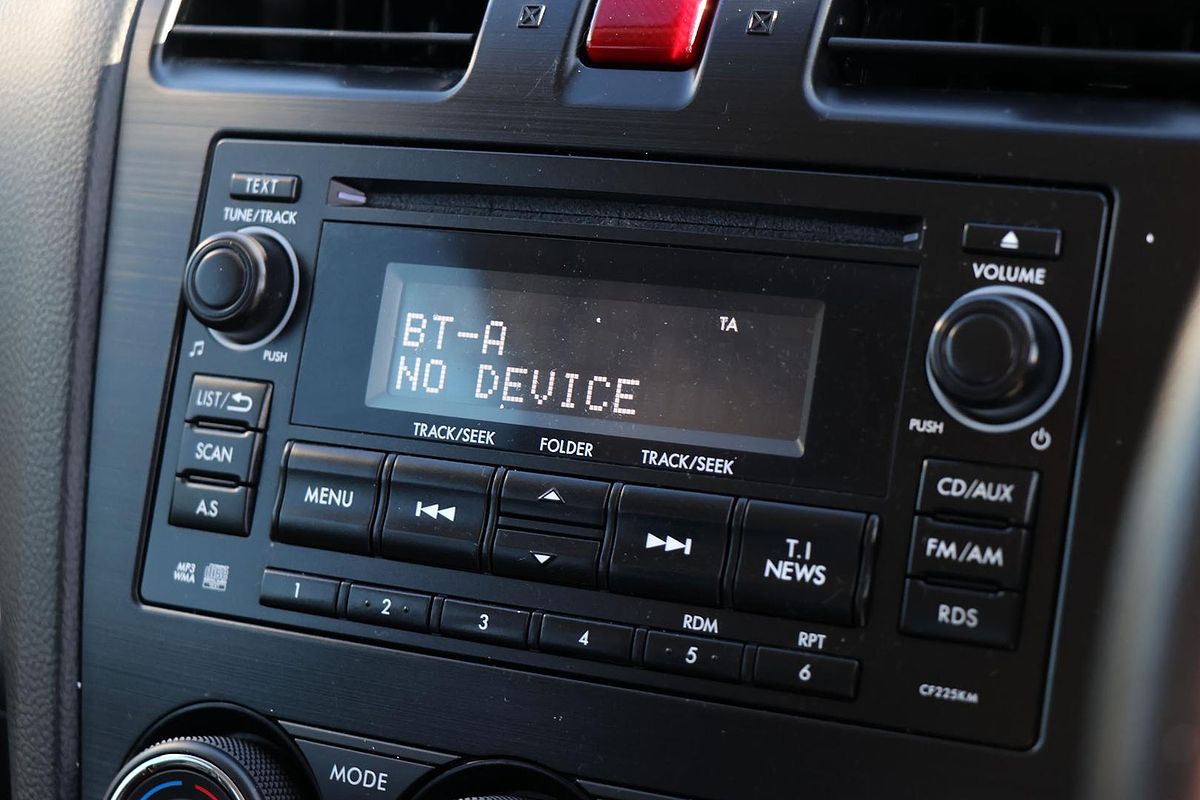 TEXT
TUNE/TRACK
PUSH
VOLUME
PUSH
BT-A
TA
NO DEVICE
TRACK/SEEK
FOLDER
TRACK/SEEK
LIST/
SCAN
A.S
MENU
T.I
NEWS
CD/AUX
FM/AM
RDS
MP3
WMA
1
2
3
4
RDM
5
RPT
6
CF225KM
MODE